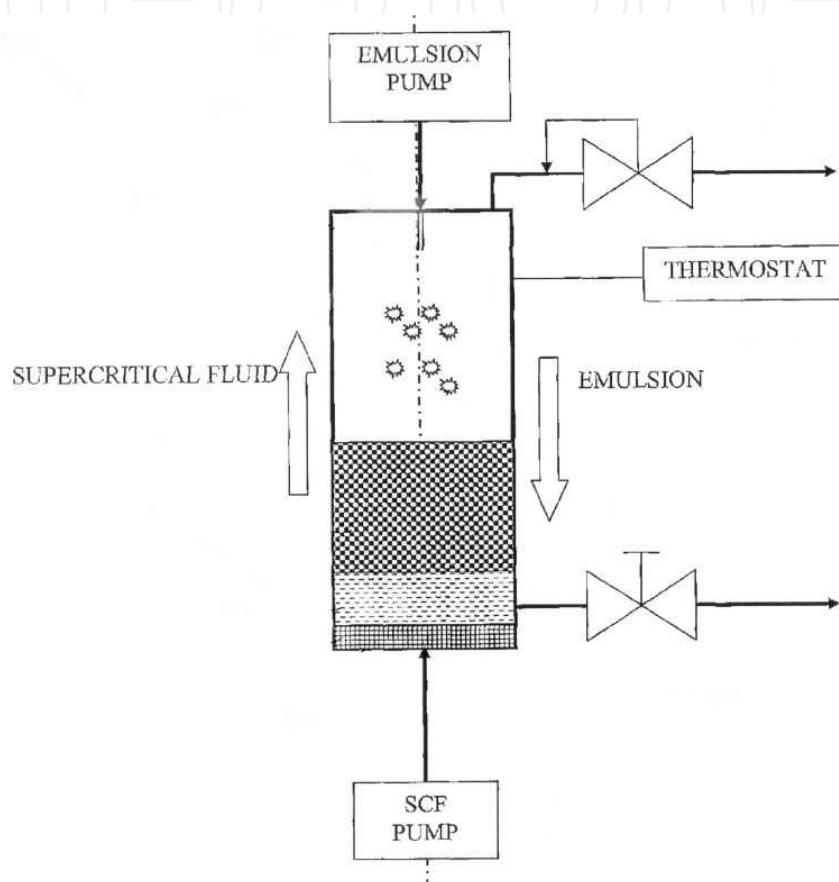 EMULSION
PUMP
THERMOSTAT
SUPERCRITICAL FLUID
EMULSION
SCF
PUMP